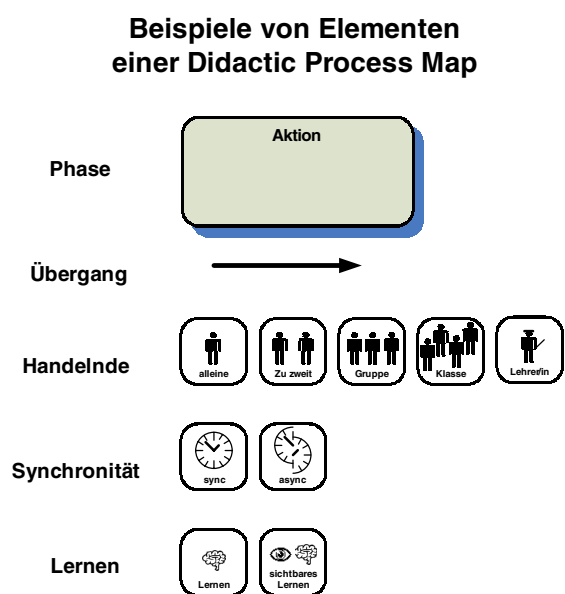 Beispiele von Elementen
einer Didactic Process Map
Phase
Aktion
Übergang
Handelnde
alleine
Zu zweit
Gruppe
Klasse
Lehrer/in
Synchronität
sync
async
Lernen
Lernen
sichtbares
Lernen